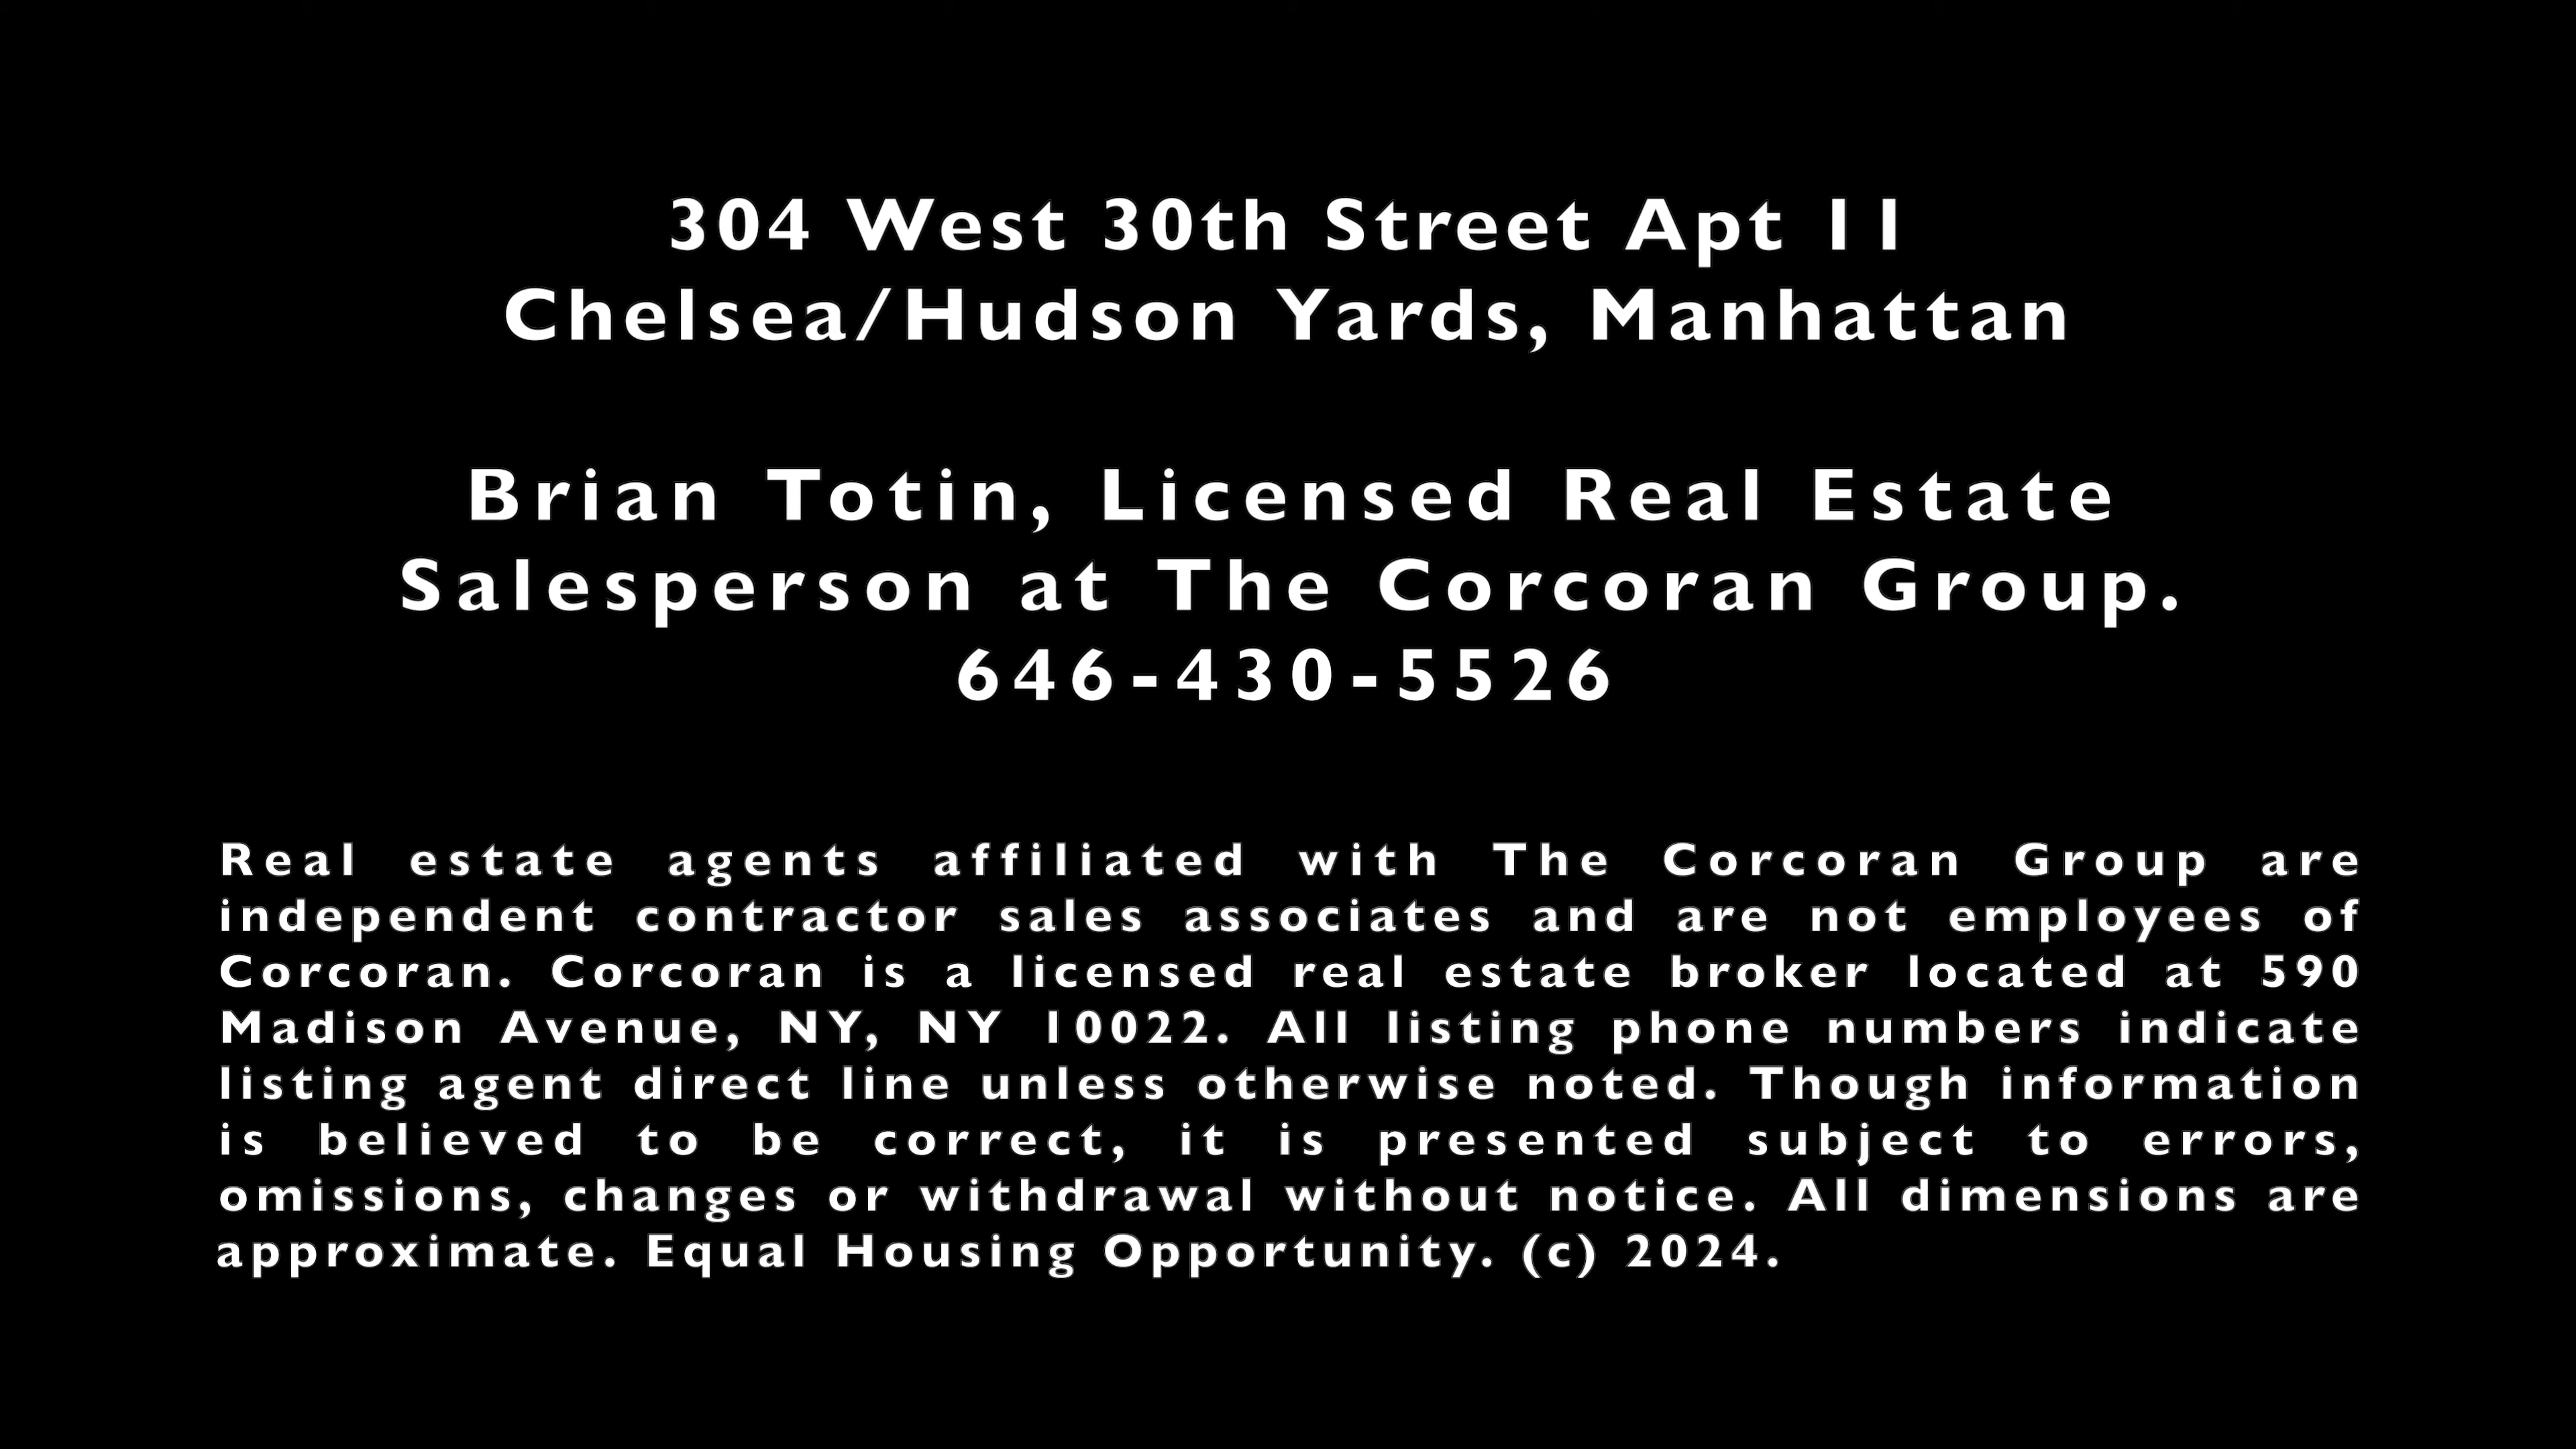 304 West 30th Street Apt 11
Chelsea/Hudson Yards, Manhattan
Brian Totin, Licensed Real Estate
Salesperson at The Corcoran Group.
646-430-5526
Real estate agents affiliated with The Corcoran Group are
independent contractor sales associates and are not employees of
Corcoran. Corcoran is a licensed real estate broker located at 590
Madison Avenue, NY, NY 10022. All listing phone numbers indicate
listing agent direct line unless otherwise noted. Though information
is believed to be correct, it is presented subject to errors,
omissions, changes or withdrawal without notice. All dimensions are
approximate. Equal Housing Opportunity. (c) 2024.